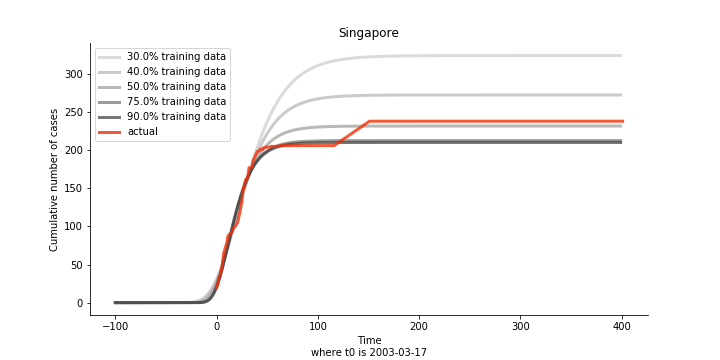 Singapore
30.0% training data
40.0% training data
50.0% training data
75.0% training data
90.0% training data
actual
Cumulative number of cases
300
250
200
150
100
50
0
−100
0
100
200
300
400
Time
where t0 is 2003-03-17